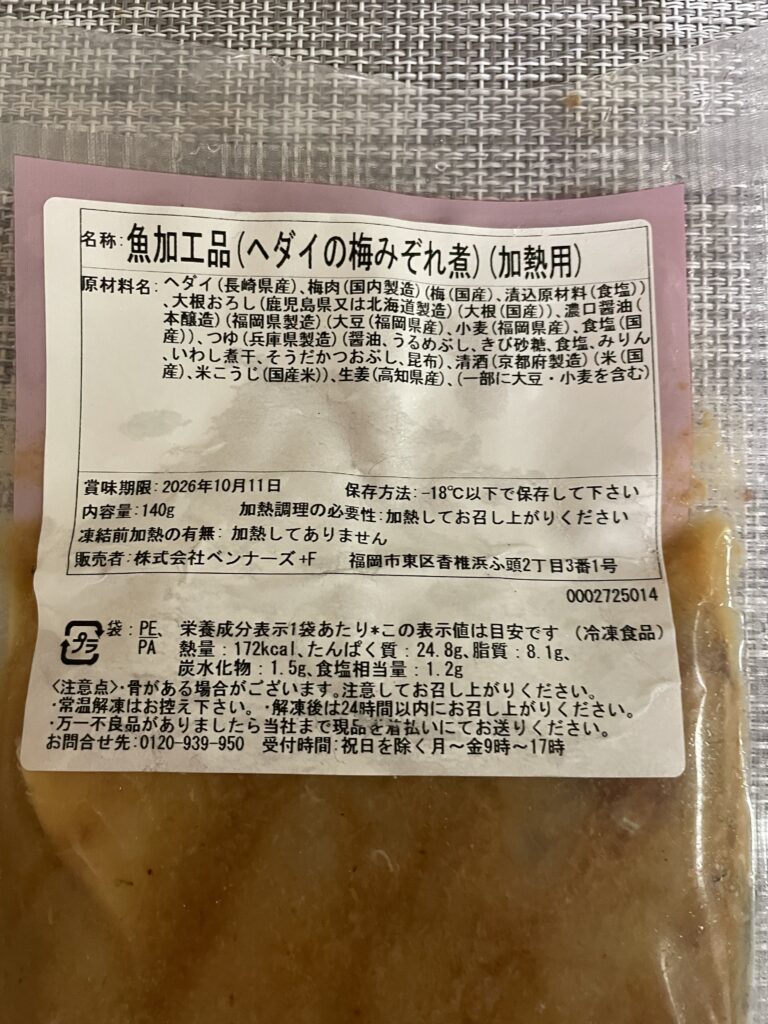 名称:魚加工品(ヘダイの梅みぞれ煮)(加熱用)
原材料名:ヘダイ(長崎県産)、梅肉(国内製造)(梅(国産)、漬込原材料(食塩))
、大根おろし(鹿児島県又は北海道製造)(大根(国産))、濃口醤油(
本醸造)(福岡県製造)(大豆(福岡県産)、小麦(福岡県産)、食塩(国
産))、つゆ(兵庫県製造)(醤油、うるめぶし、きび砂糖、食塩、みりん
、いわし煮干、そうだかつおぶし、昆布)、清酒(京都府製造)(米(国
産)、米こうじ(国産米))、生姜(高知県産)、(一部に大豆・小麦を含む)
賞味期限:2026年10月11日 保存方法:-18℃以下で保存して下さい
内容量:140g 加熱調理の必要性:加熱してお召し上がりください
凍結前加熱の有無: 加熱してありません
販売者:株式会社ベンナーズ+F 福岡市東区香椎浜ふ頭2丁目3番1号
0002725014
プラ 袋:PE、 栄養成分表示1袋あたり*この表示値は目安です (冷凍食品)
PA 熱量:172kcal、たんぱく質:24.8g、脂質:8.1g、
炭水化物:1.5g、食塩相当量:1.2g
<注意点>・骨がある場合がございます。注意してお召し上がりください。
・常温解凍はお控え下さい。・解凍後は24時間以内にお召し上がり下さい。
・万一不良品がありましたら当社まで現品を着払いにてお送りください。
お問合せ先:0120-939-950 受付時間:祝日を除く月〜金9時〜17時